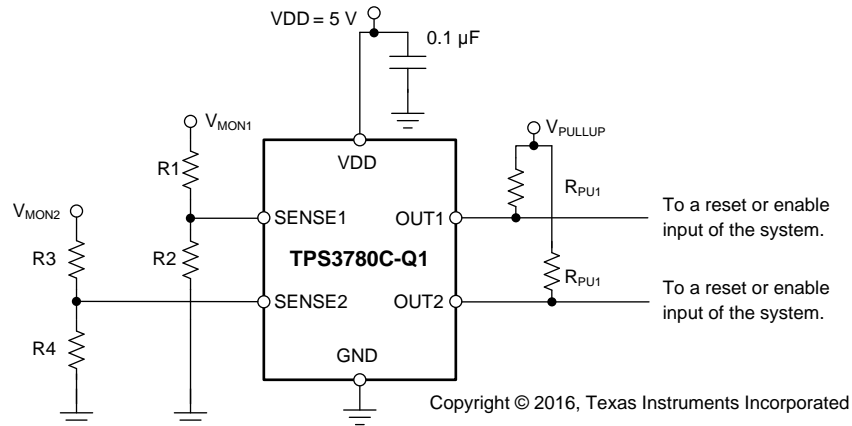 VDD = 5 V
0.1 µF
VMON1
VPULLUP
VDD
R1
RPU1
VMON2
SENSE1
OUT1
To a reset or enable
input of the system.
R3
R2
TPS3780C-Q1
RPU1
SENSE2
OUT2
To a reset or enable
input of the system.
R4
GND
Copyright © 2016, Texas Instruments Incorporated